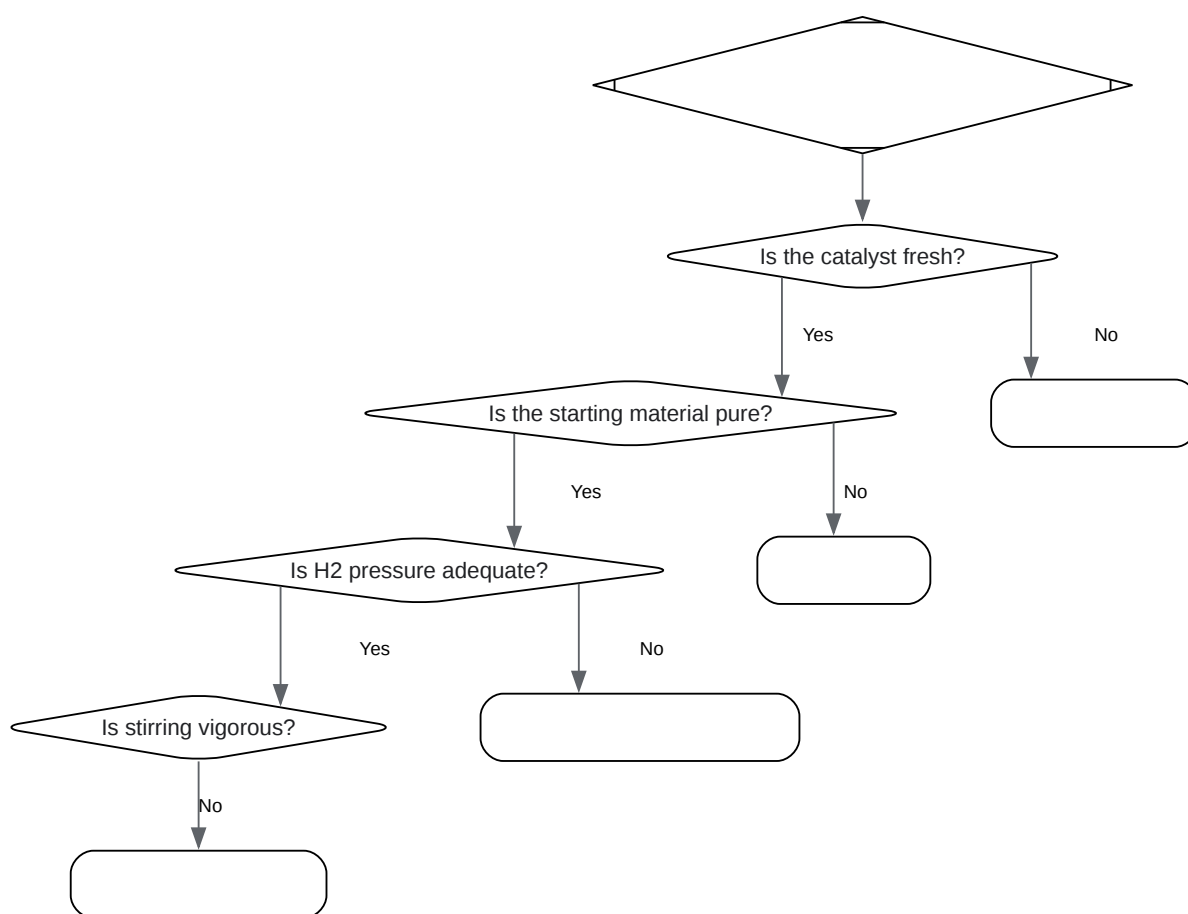 Is the catalyst fresh?
Yes
No
Is the starting material pure?
Yes
No
Is H2 pressure adequate?
Yes
No
Is stirring vigorous?
No